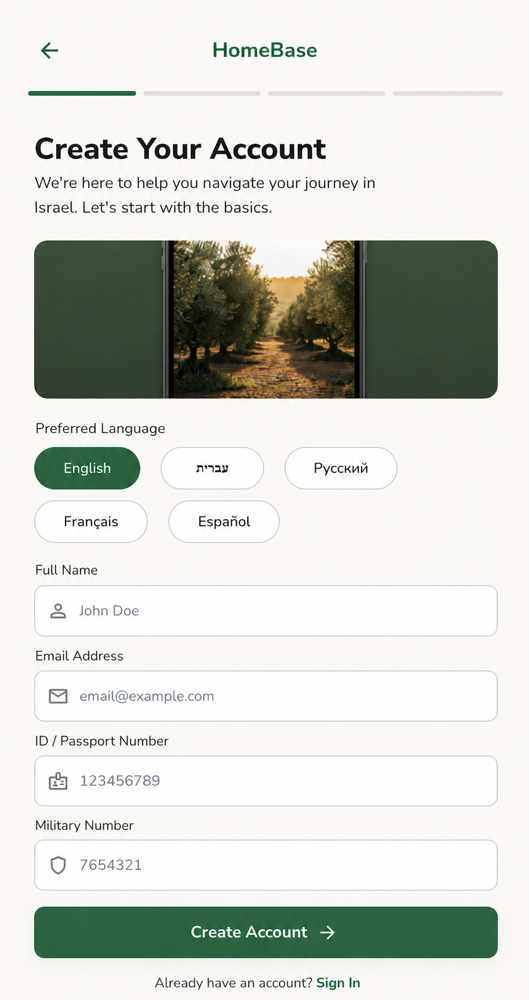 HomeBase
Create Your Account
We're here to help you navigate your journey in
Israel. Let's start with the basics.
Preferred Language
English
עברית
Русский
Français
Español
Full Name
John Doe
Email Address
email@example.com
ID / Passport Number
123456789
Military Number
7654321
Create Account
Already have an account? Sign In